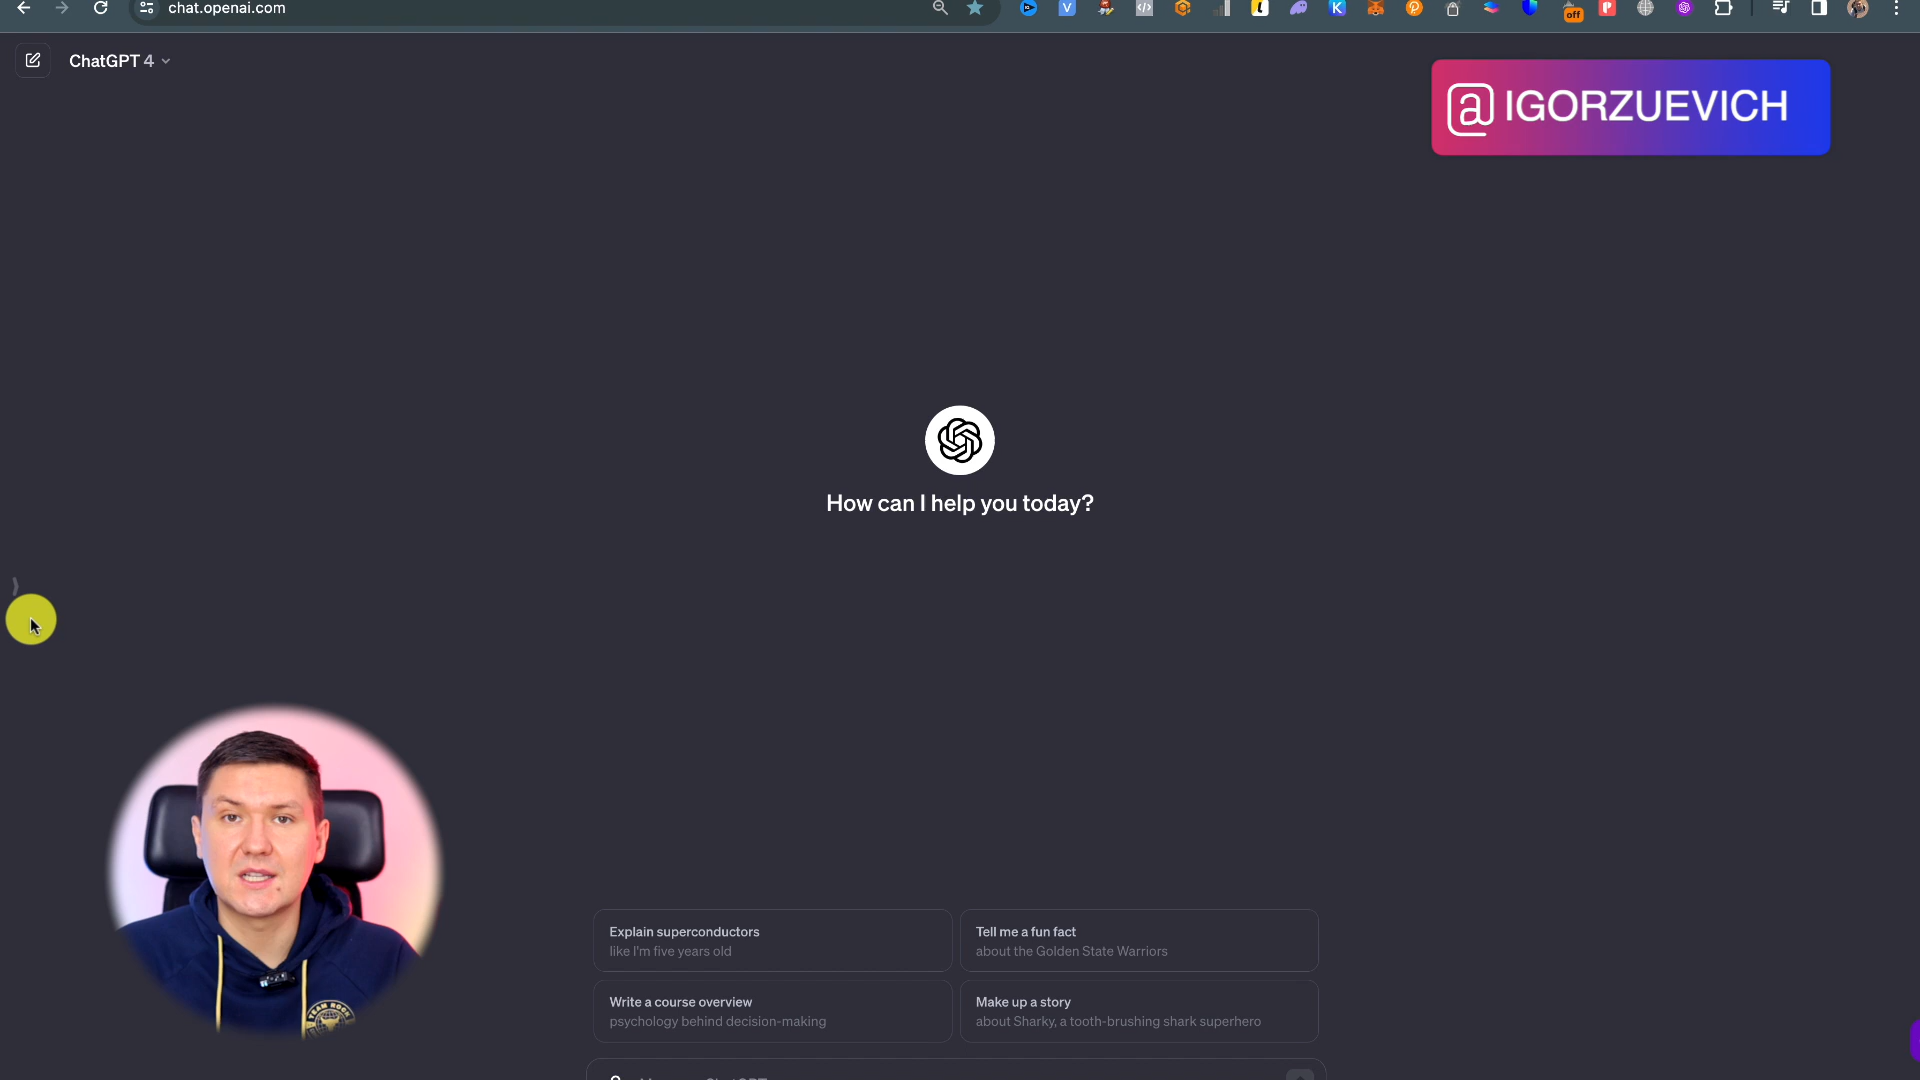 chat.openai.com
off
ChatGPT 4
@IGORZUEVICH
How can I help you today?
Explain superconductors
like I'm five years old
Tell me a fun fact
about the Golden State Warriors
Write a course overview
psychology behind decision-making
Make up a story
about Sharky, a tooth-brushing shark superhero